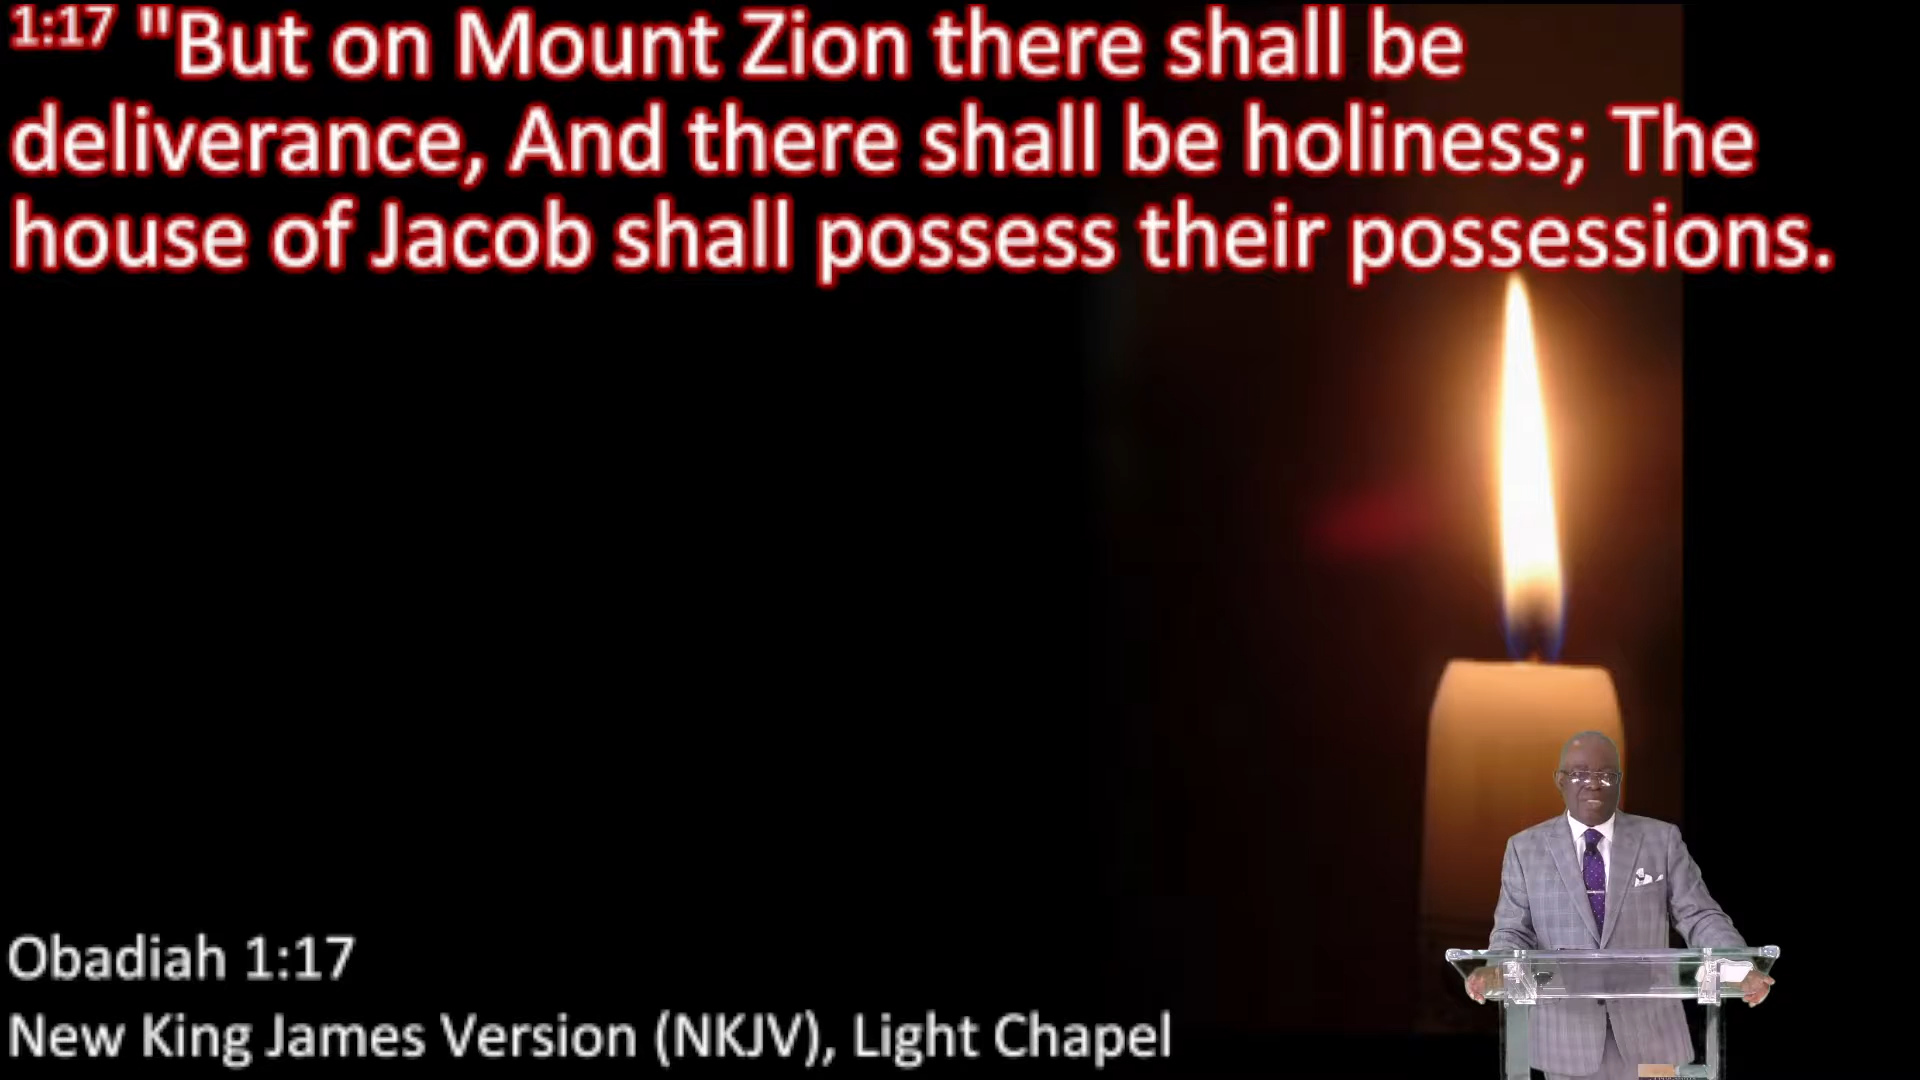 1:17 "But on Mount Zion there shall be
deliverance, And there shall be holiness; The
house of Jacob shall possess their possessions.
Obadiah 1:17
New King James Version (NKJV), Light Chapel